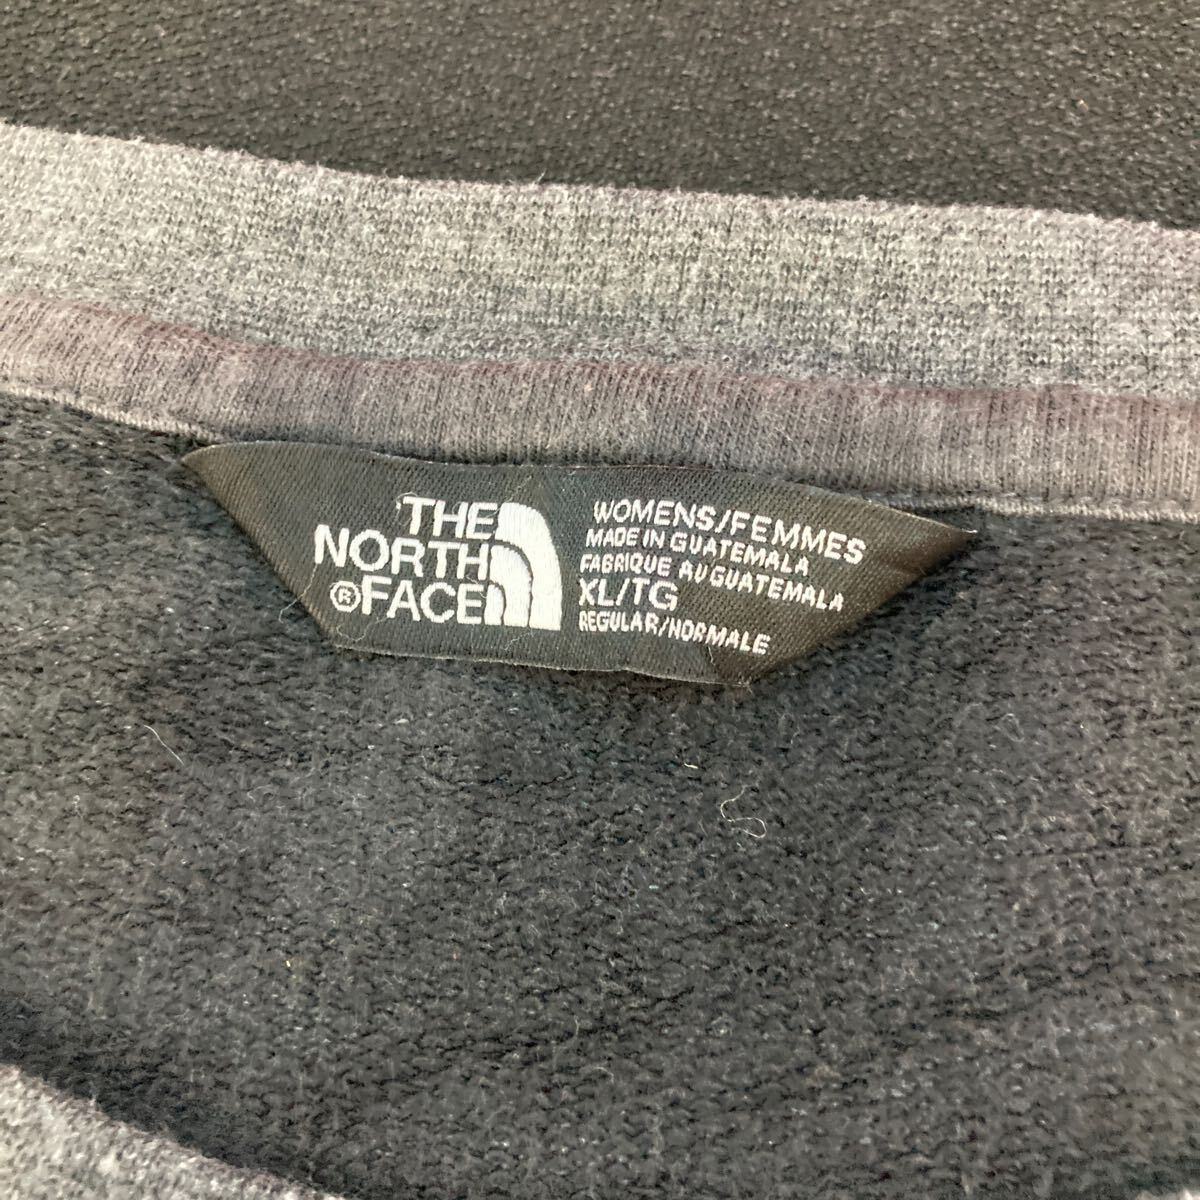 THE
NORTH
®FACE
WOMENS/FEMMES
MADE IN GUATEMALA
FABRIQUE AU GUATEMALA
XL/TG
REGULAR/NORMALE